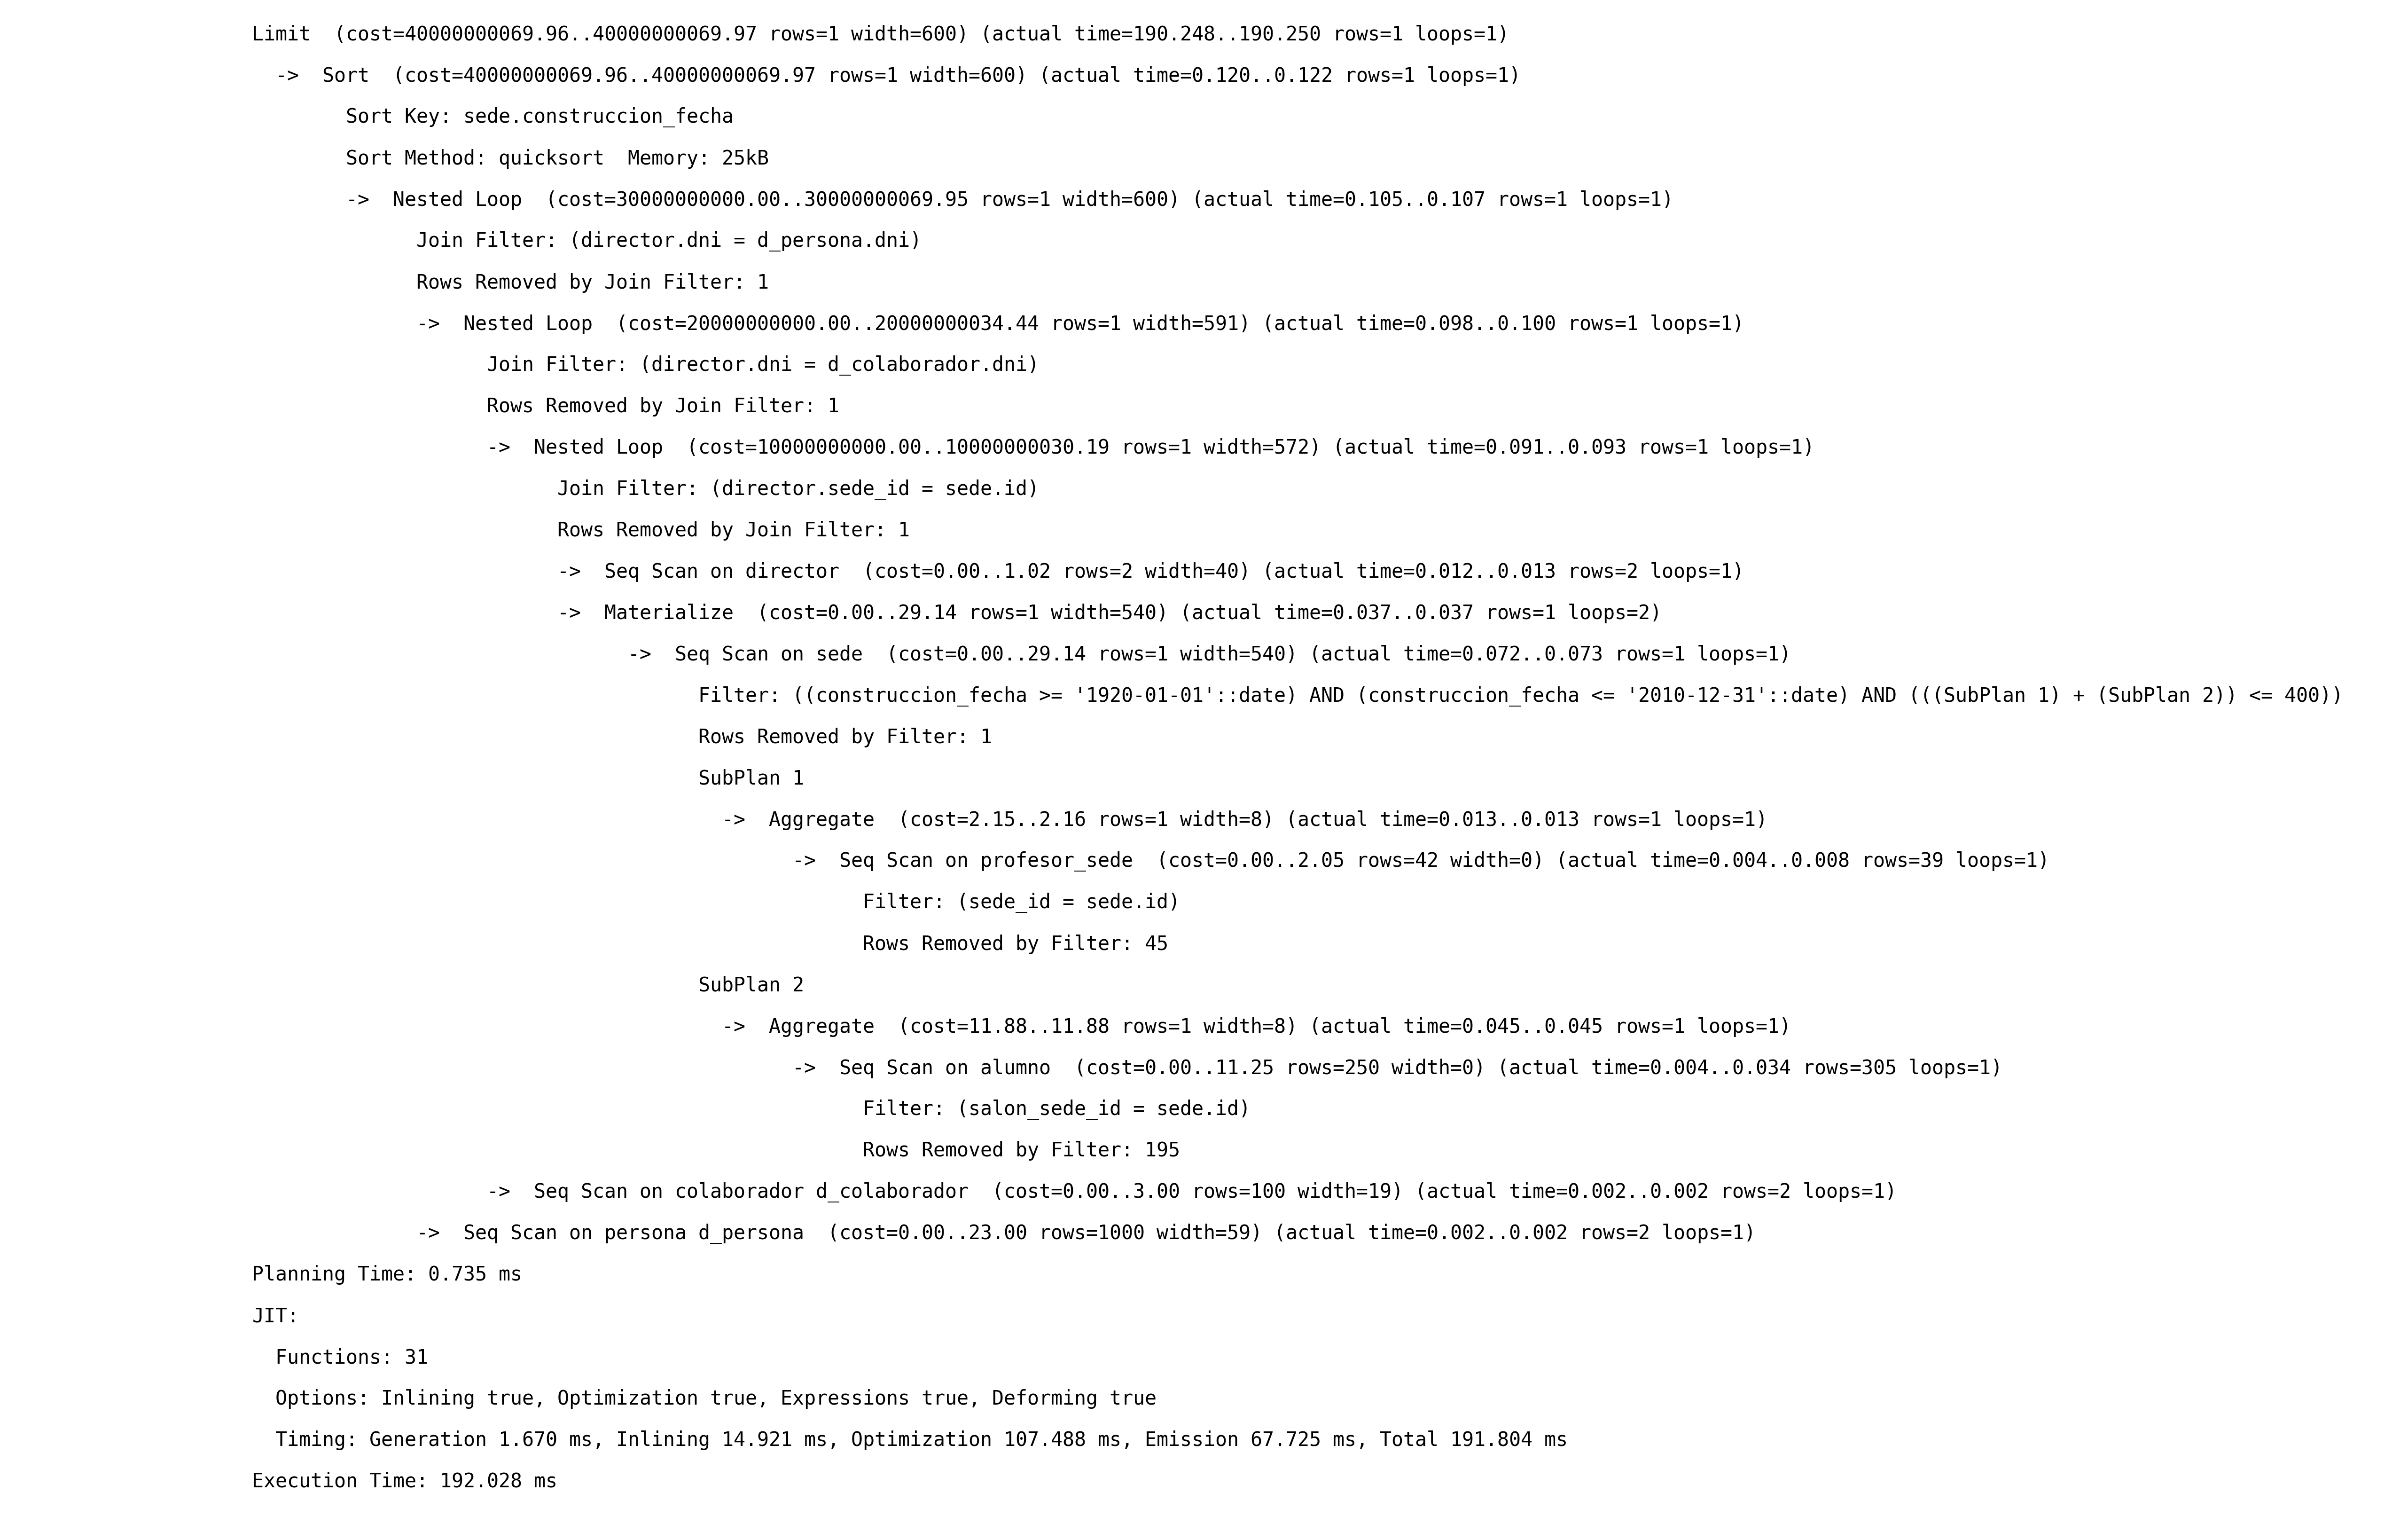 Limit  (cost=40000000069.96..40000000069.97 rows=1 width=600) (actual time=190.248..190.250 rows=1 loops=1)
  ->  Sort  (cost=40000000069.96..40000000069.97 rows=1 width=600) (actual time=0.120..0.122 rows=1 loops=1)
        Sort Key: sede.construccion_fecha
        Sort Method: quicksort  Memory: 25kB
        ->  Nested Loop  (cost=30000000000.00..30000000069.95 rows=1 width=600) (actual time=0.105..0.107 rows=1 loops=1)
              Join Filter: (director.dni = d_persona.dni)
              Rows Removed by Join Filter: 1
              ->  Nested Loop  (cost=20000000000.00..20000000034.44 rows=1 width=591) (actual time=0.098..0.100 rows=1 loops=1)
                    Join Filter: (director.dni = d_colaborador.dni)
                    Rows Removed by Join Filter: 1
                    ->  Nested Loop  (cost=10000000000.00..10000000030.19 rows=1 width=572) (actual time=0.091..0.093 rows=1 loops=1)
                          Join Filter: (director.sede_id = sede.id)
                          Rows Removed by Join Filter: 1
                          ->  Seq Scan on director  (cost=0.00..1.02 rows=2 width=40) (actual time=0.012..0.013 rows=2 loops=1)
                          ->  Materialize  (cost=0.00..29.14 rows=1 width=540) (actual time=0.037..0.037 rows=1 loops=2)
                                ->  Seq Scan on sede  (cost=0.00..29.14 rows=1 width=540) (actual time=0.072..0.073 rows=1 loops=1)
                                      Filter: ((construccion_fecha >= '1920-01-01'::date) AND (construccion_fecha <= '2010-12-31'::date) AND (((SubPlan 1) + (SubPlan 2)) <= 400))
                                      Rows Removed by Filter: 1
                                      SubPlan 1
                                        ->  Aggregate  (cost=2.15..2.16 rows=1 width=8) (actual time=0.013..0.013 rows=1 loops=1)
                                              ->  Seq Scan on profesor_sede  (cost=0.00..2.05 rows=42 width=0) (actual time=0.004..0.008 rows=39 loops=1)
                                                    Filter: (sede_id = sede.id)
                                                    Rows Removed by Filter: 45
                                      SubPlan 2
                                        ->  Aggregate  (cost=11.88..11.88 rows=1 width=8) (actual time=0.045..0.045 rows=1 loops=1)
                                              ->  Seq Scan on alumno  (cost=0.00..11.25 rows=250 width=0) (actual time=0.004..0.034 rows=305 loops=1)
                                                    Filter: (salon_sede_id = sede.id)
                                                    Rows Removed by Filter: 195
                    ->  Seq Scan on colaborador d_colaborador  (cost=0.00..3.00 rows=100 width=19) (actual time=0.002..0.002 rows=2 loops=1)
              ->  Seq Scan on persona d_persona  (cost=0.00..23.00 rows=1000 width=59) (actual time=0.002..0.002 rows=2 loops=1)
Planning Time: 0.735 ms
JIT:
  Functions: 31
  Options: Inlining true, Optimization true, Expressions true, Deforming true
  Timing: Generation 1.670 ms, Inlining 14.921 ms, Optimization 107.488 ms, Emission 67.725 ms, Total 191.804 ms
Execution Time: 192.028 ms